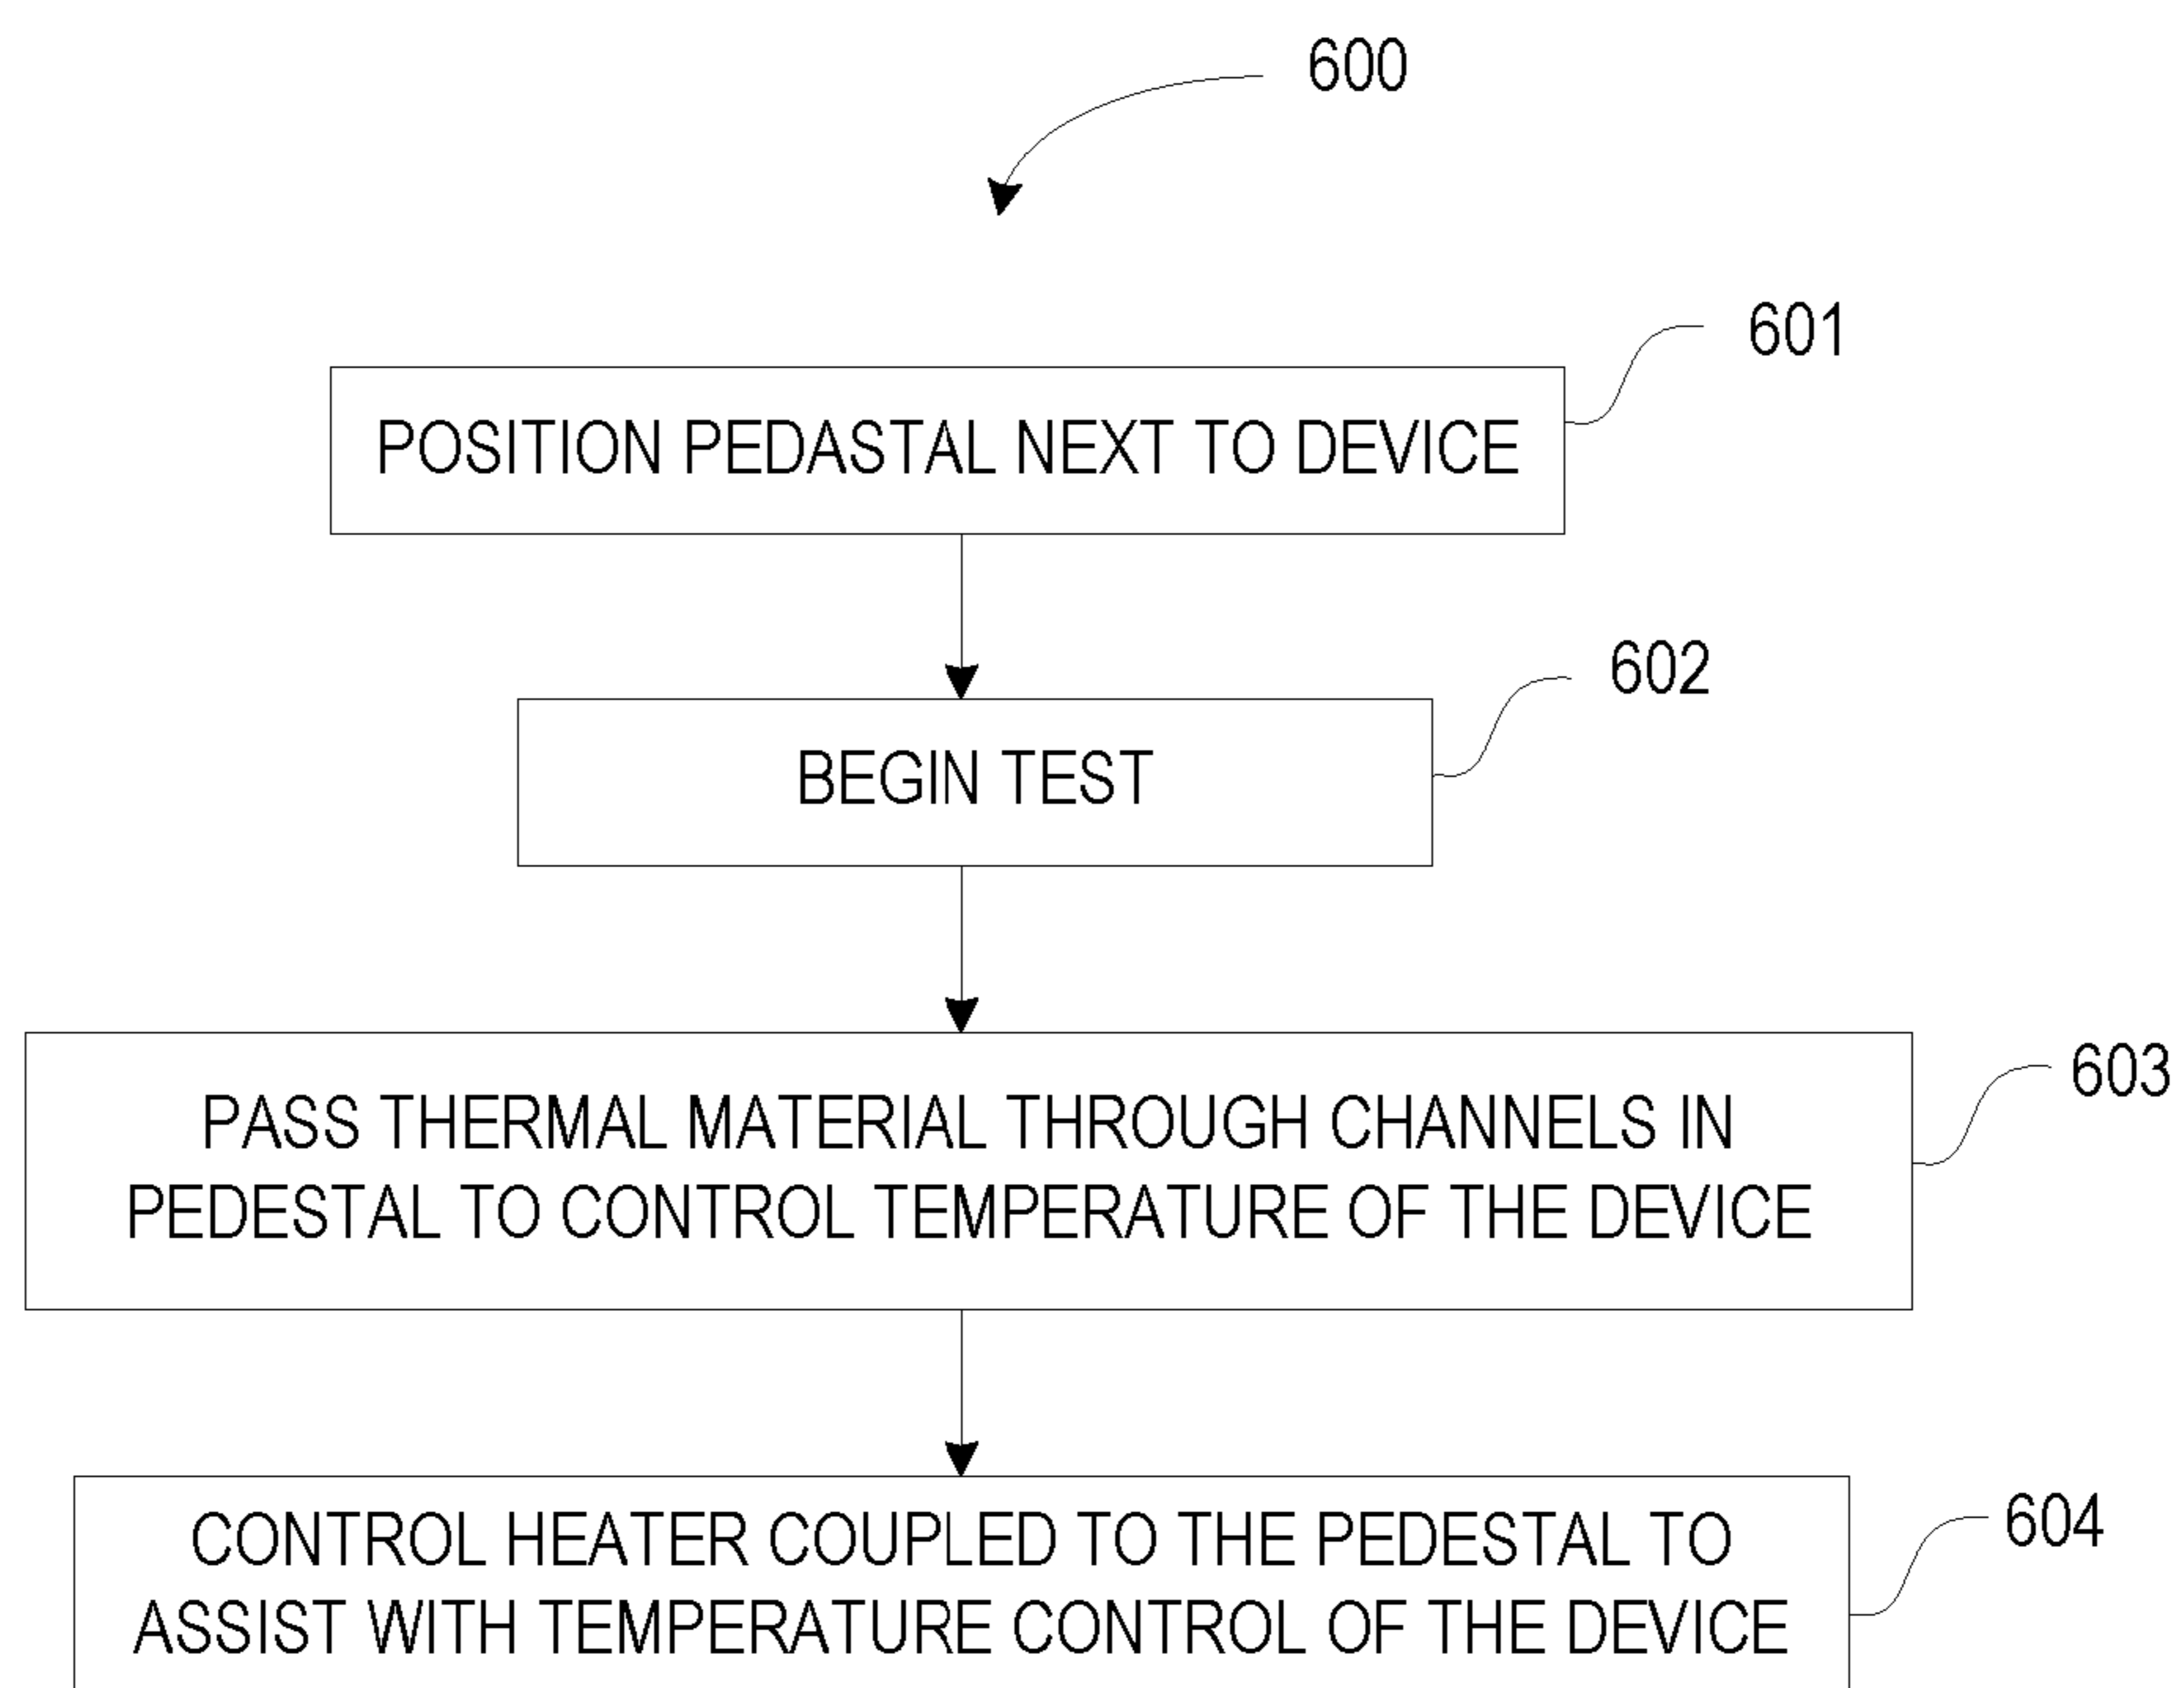 600
601
POSITION PEDASTAL NEXT TO DEVICE
602
BEGIN TEST
603
PASS THERMAL MATERIAL THROUGH CHANNELS IN
PEDESTAL TO CONTROL TEMPERATURE OF THE DEVICE
604
CONTROL HEATER COUPLED TO THE PEDESTAL TO
ASSIST WITH TEMPERATURE CONTROL OF THE DEVICE